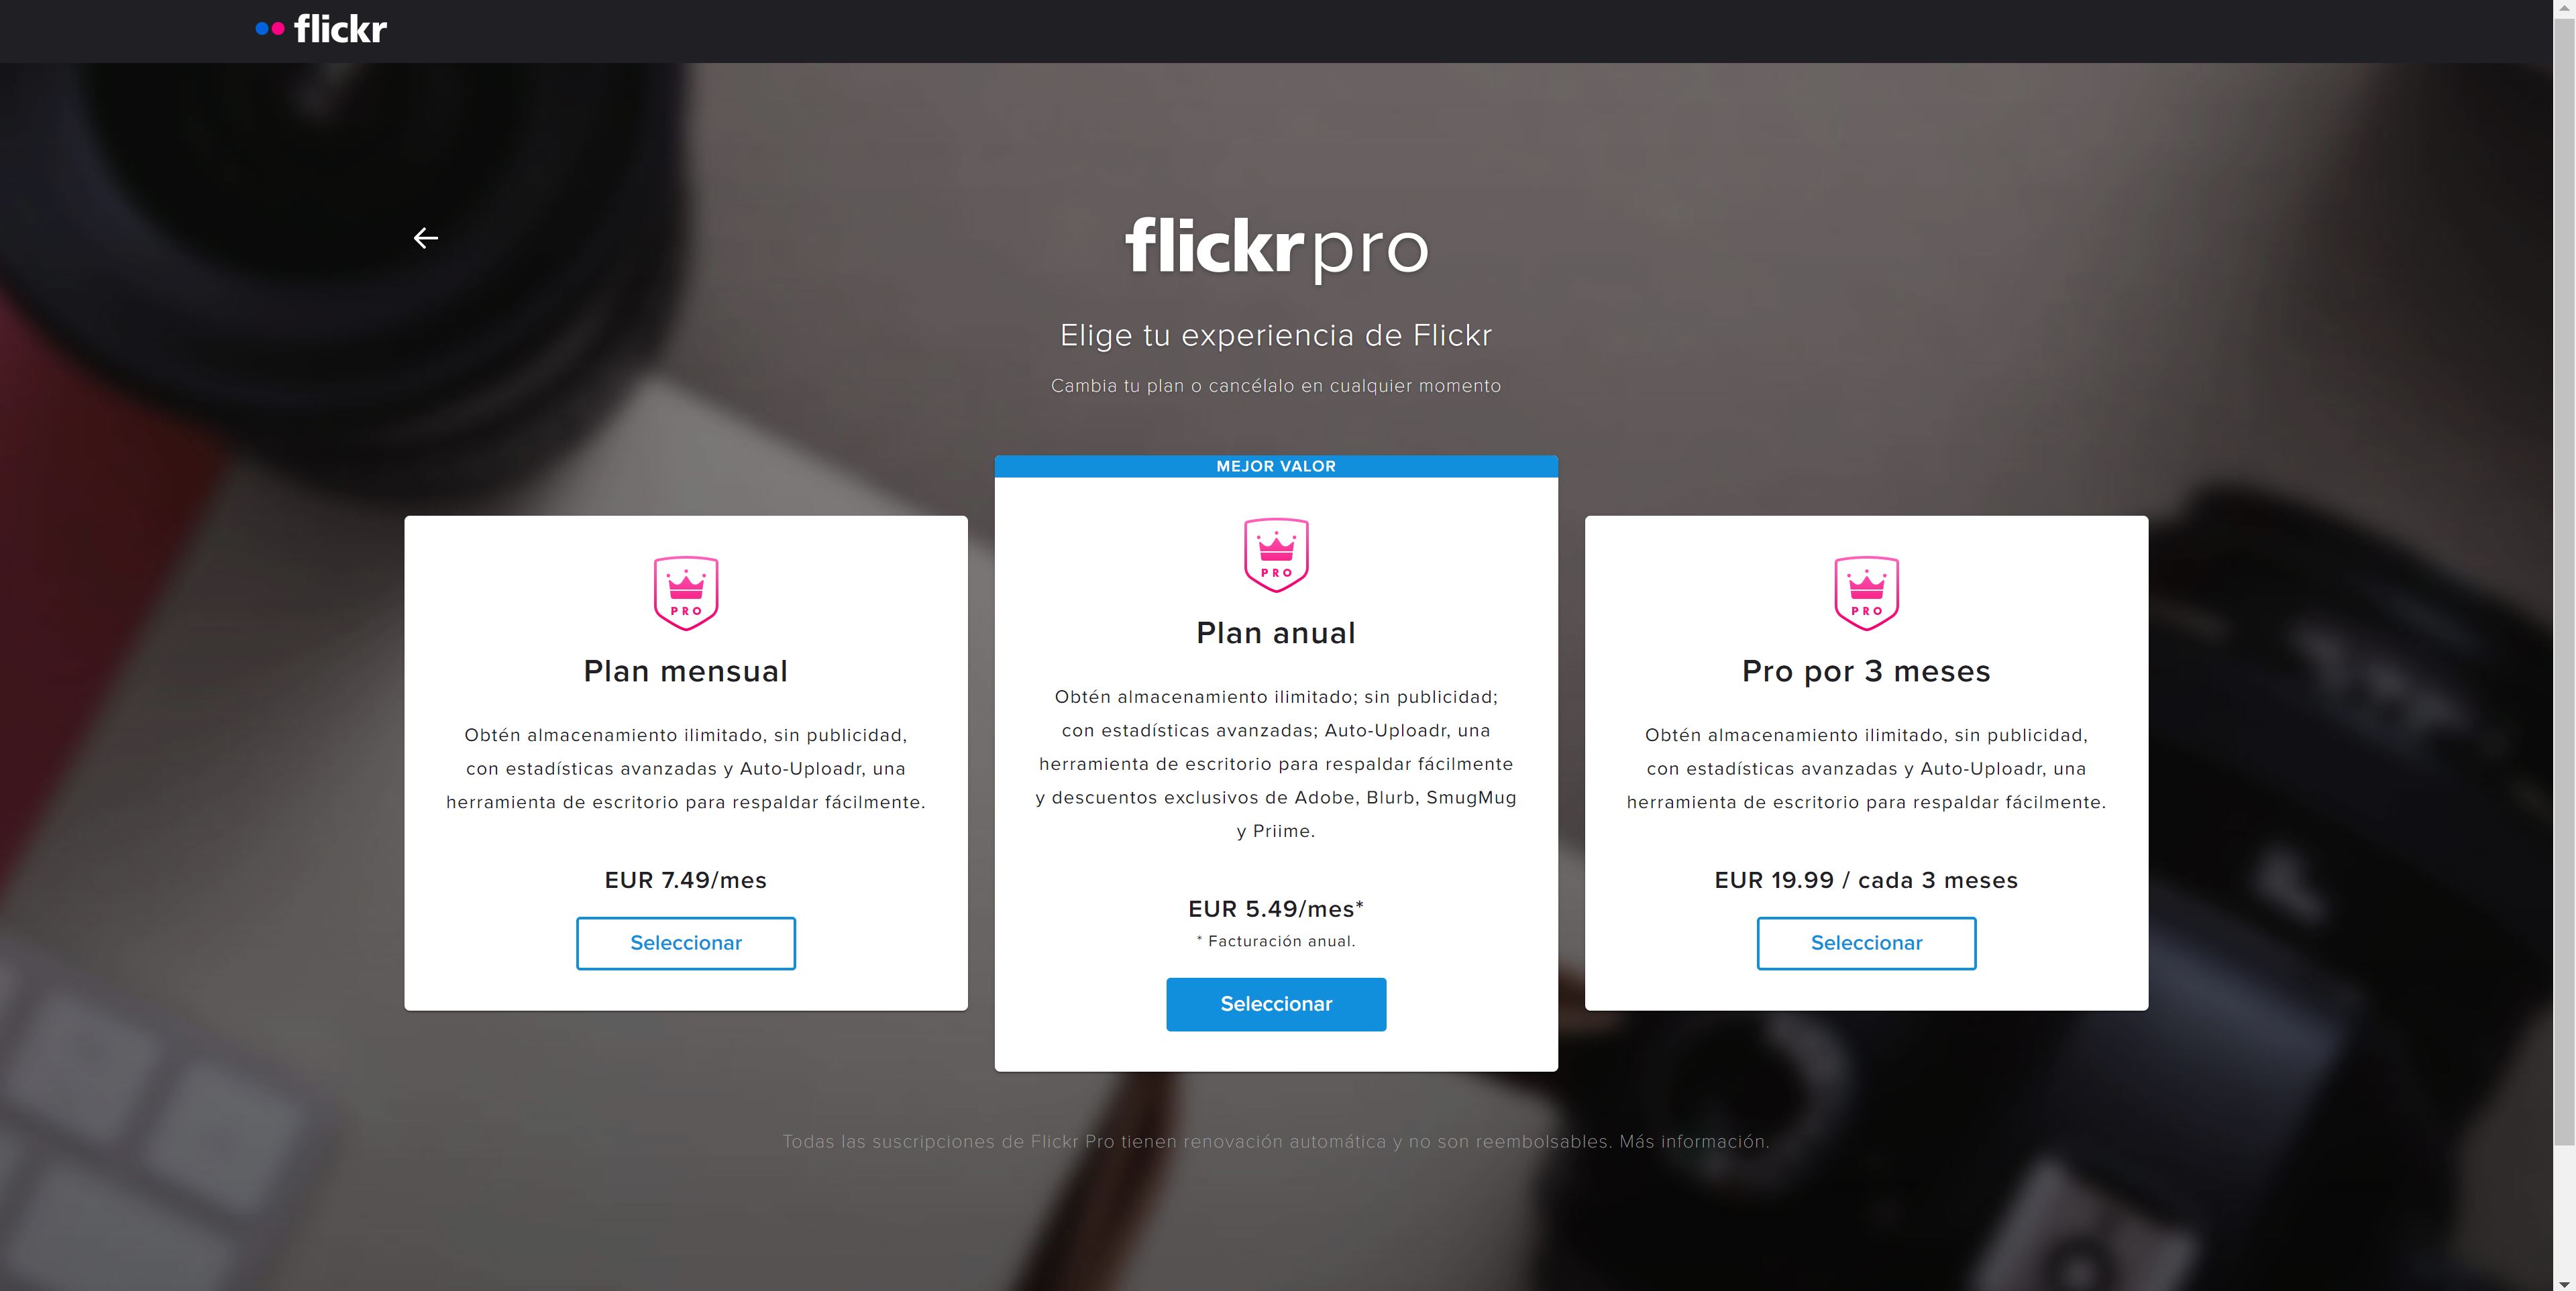 flickr
flickr pro
Elige tu experiencia de Flickr
Cambia tu plan o cancélalo en cualquier momento
PRO
Plan mensual
Obtén almacenamiento ilimitado, sin publicidad,
con estadísticas avanzadas y Auto-Uploadr, una
herramienta de escritorio para respaldar fácilmente.
EUR 7.49/mes
Seleccionar
MEJOR VALOR
PRO
Plan anual
Obtén almacenamiento ilimitado; sin publicidad;
con estadísticas avanzadas; Auto-Uploadr, una
herramienta de escritorio para respaldar fácilmente
y descuentos exclusivos de Adobe, Blurb, SmugMug
y Priime.
EUR 5.49/mes*
* Facturación anual.
Seleccionar
PRO
Pro por 3 meses
Obtén almacenamiento ilimitado, sin publicidad,
con estadísticas avanzadas y Auto-Uploadr, una
herramienta de escritorio para respaldar fácilmente.
EUR 19.99 / cada 3 meses
Seleccionar
Todas las suscripciones de Flickr Pro tienen renovación automática y no son reembolsables. Más información.